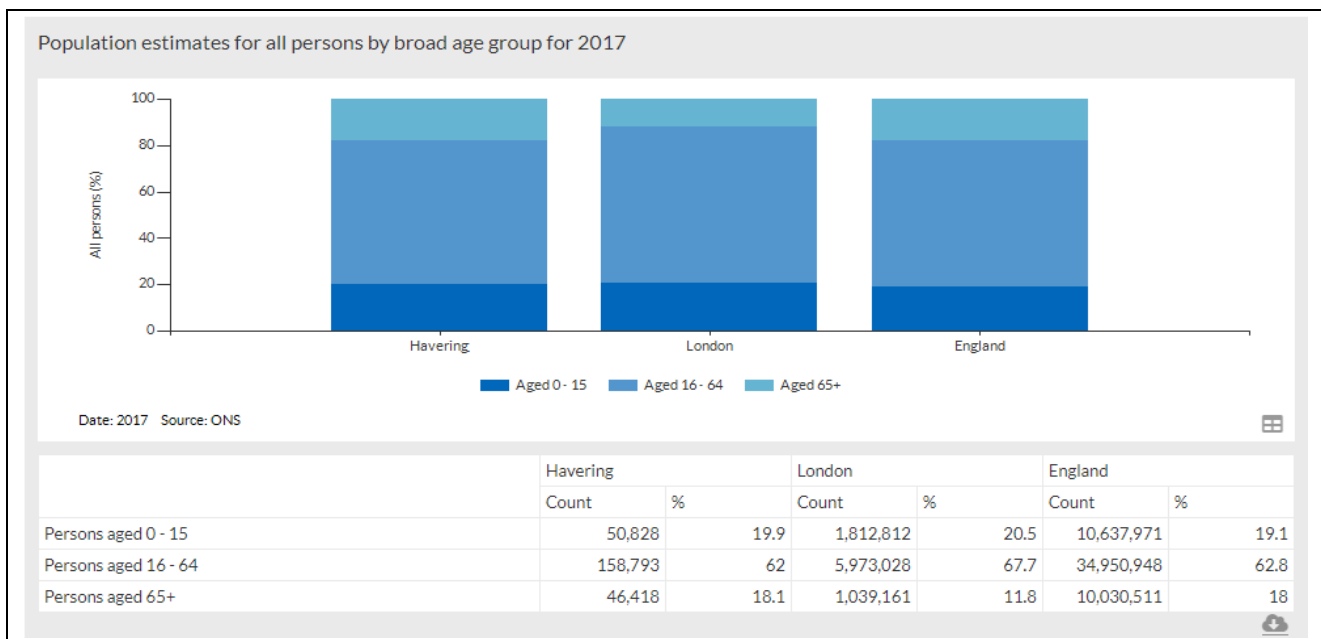 Population estimates for all persons by broad age group for 2017
100
80
60
40
20
0
All persons (%)
Havering London England
Aged 0 - 15 Aged 16 - 64 Aged 65+
Date: 2017 Source: ONS
Havering London England
Count % Count % Count %
Persons aged 0 - 15 50,828 19.9 1,812,812 20.5 10,637,971 19.1
Persons aged 16 - 64 158,793 62 5,973,028 67.7 34,950,948 62.8
Persons aged 65+ 46,418 18.1 1,039,161 11.8 10,030,511 18